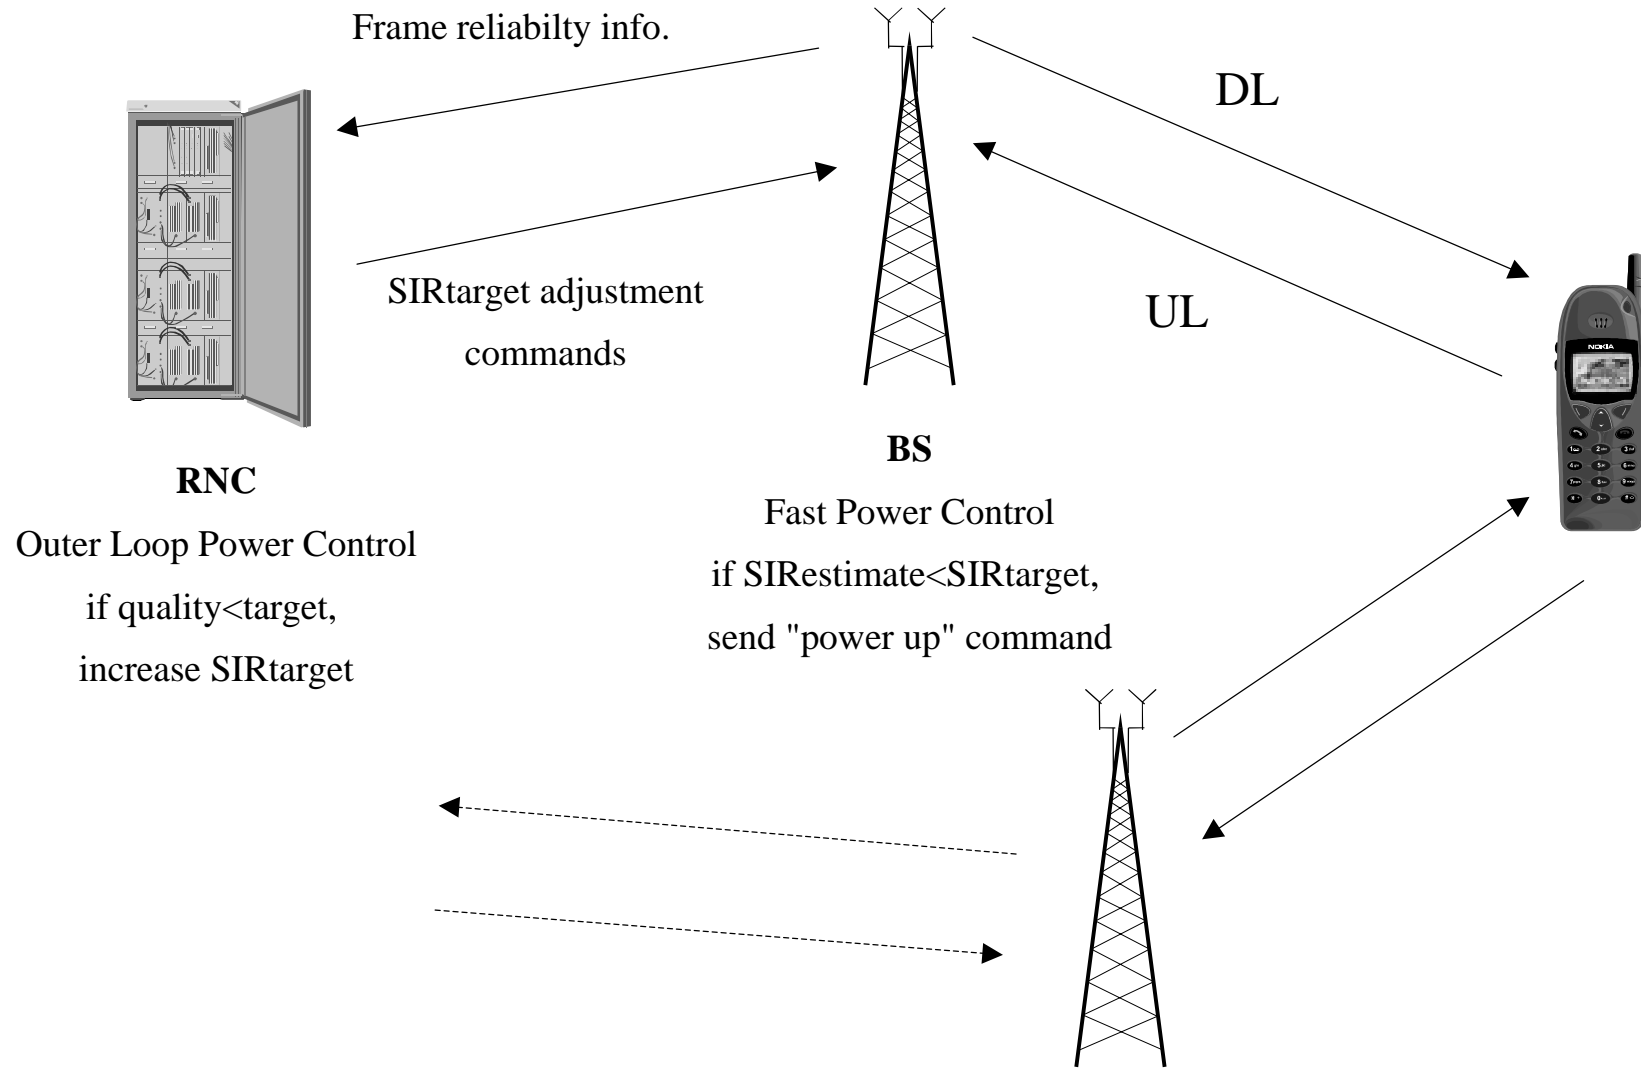 Frame reliabilty info.
DL
UL
SIRtarget adjustment
commands
NOKIA
RNC
Outer Loop Power Control
if quality<target,
increase SIRtarget
BS
Fast Power Control
if SIRestimate<SIRtarget,
send "power up" command